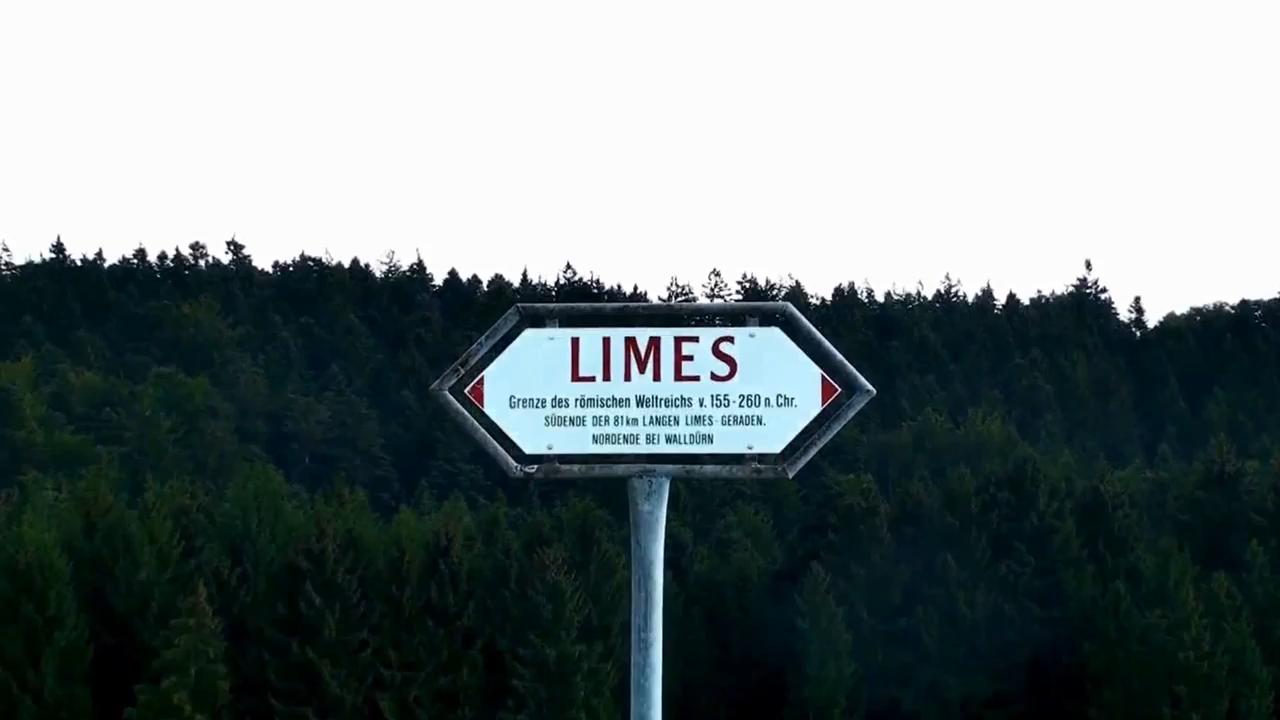 LIMES
Grenze des römischen Weltreichs v. 155-260 n. Chr.
SÜDENDE DER 81km LANGEN LIMES-GERADEN.
NORDENDE BEI WALLDÜRN